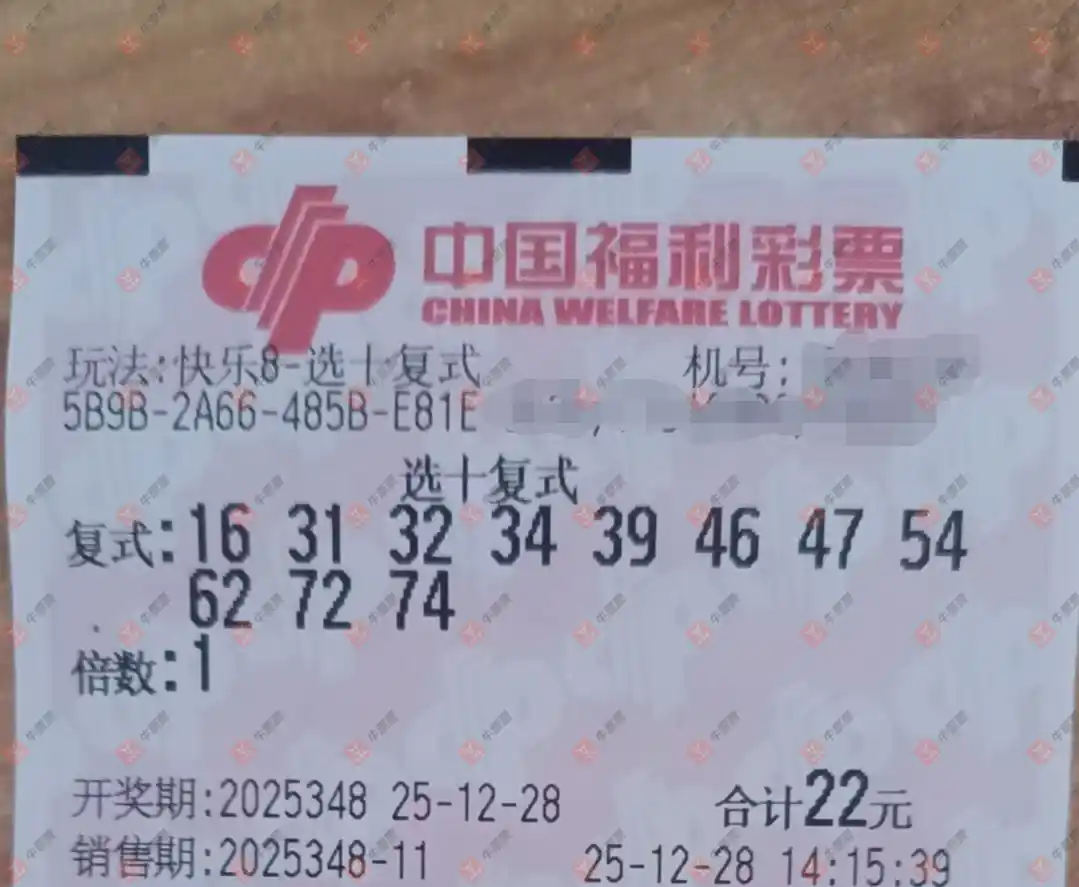 中国福利彩票
CHINA WELFARE LOTTERY
玩法:快乐8-选十复式 机号:
5B9B-2A66-485B-E81E
选十复式
复式:16 31 32 34 39 46 47 54
62 72 74
倍数:1
开奖期:2025348 25-12-28 合计22元
销售期:2025348-11 25-12-28 14:15:39